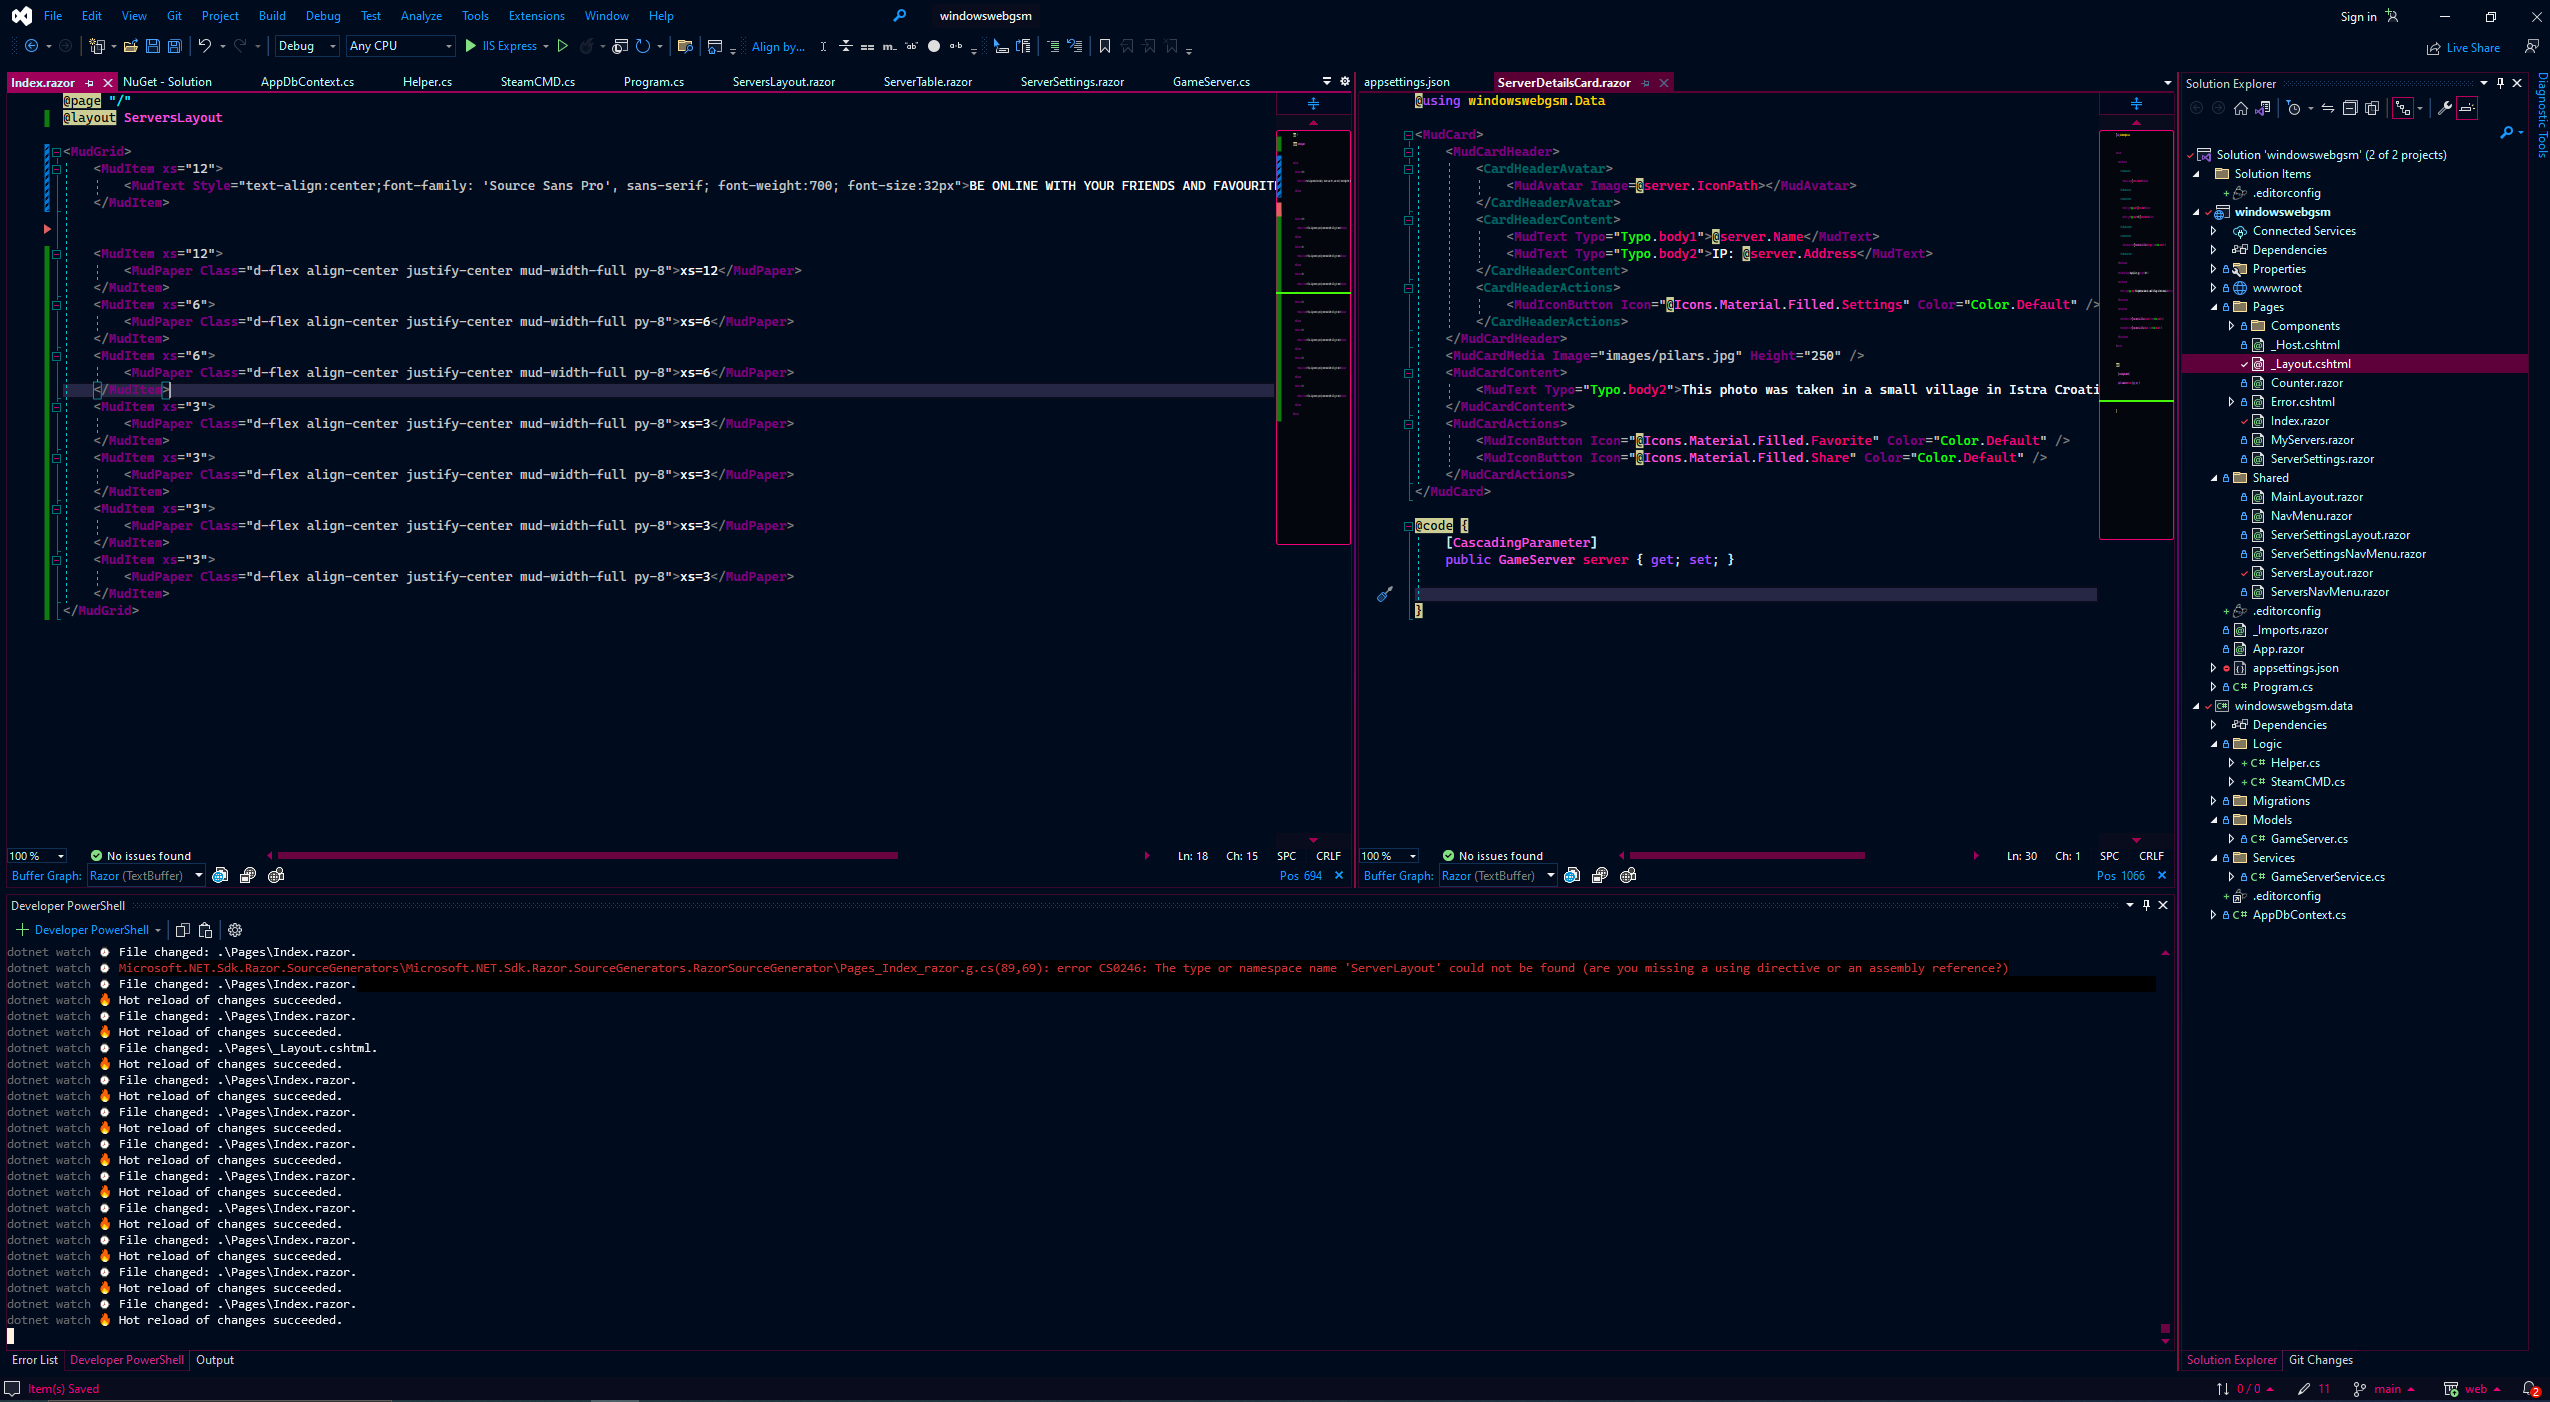 File Edit View Git Project Build Debug Test Analyze Tools Extensions Window Help windowswebgsm Sign in
Debug Any CPU IIS Express Align by... Live Share
Index.razor NuGet - Solution AppDbContext.cs Helper.cs SteamCMD.cs Program.cs ServersLayout.razor ServerTable.razor ServerSettings.razor GameServer.cs
@page "/"
@layout ServersLayout
<MudGrid>
<MudItem xs="12">
<MudText Style="text-align:center;font-family: 'Source Sans Pro', sans-serif; font-weight:700; font-size:32px">BE ONLINE WITH YOUR FRIENDS AND FAVOURIT
</MudItem>
<MudItem xs="12">
<MudPaper Class="d-flex align-center justify-center mud-width-full py-8">xs=12</MudPaper>
</MudItem>
<MudItem xs="6">
<MudPaper Class="d-flex align-center justify-center mud-width-full py-8">xs=6</MudPaper>
</MudItem>
<MudItem xs="6">
<MudPaper Class="d-flex align-center justify-center mud-width-full py-8">xs=6</MudPaper>
</MudItem>
<MudItem xs="3">
<MudPaper Class="d-flex align-center justify-center mud-width-full py-8">xs=3</MudPaper>
</MudItem>
<MudItem xs="3">
<MudPaper Class="d-flex align-center justify-center mud-width-full py-8">xs=3</MudPaper>
</MudItem>
<MudItem xs="3">
<MudPaper Class="d-flex align-center justify-center mud-width-full py-8">xs=3</MudPaper>
</MudItem>
<MudItem xs="3">
<MudPaper Class="d-flex align-center justify-center mud-width-full py-8">xs=3</MudPaper>
</MudItem>
</MudGrid>
100 % No issues found Ln: 18 Ch: 15 SPC CRLF
Buffer Graph: Razor (TextBuffer) Pos 694
appsettings.json ServerDetailsCard.razor
@using windowswebgsm.Data
<MudCard>
<MudCardHeader>
<CardHeaderAvatar>
<MudAvatar Image=@server.IconPath></MudAvatar>
</CardHeaderAvatar>
<CardHeaderContent>
<MudText Typo="Typo.body1">@server.Name</MudText>
<MudText Typo="Typo.body2">IP: @server.Address</MudText>
</CardHeaderContent>
<CardHeaderActions>
<MudIconButton Icon="@Icons.Material.Filled.Settings" Color="Color.Default" />
</CardHeaderActions>
</MudCardHeader>
<MudCardMedia Image="images/pilars.jpg" Height="250" />
<MudCardContent>
<MudText Typo="Typo.body2">This photo was taken in a small village in Istra Croati
</MudCardContent>
<MudCardActions>
<MudIconButton Icon="@Icons.Material.Filled.Favorite" Color="Color.Default" />
<MudIconButton Icon="@Icons.Material.Filled.Share" Color="Color.Default" />
</MudCardActions>
</MudCard>
@code {
[CascadingParameter]
public GameServer server { get; set; }
}
100 % No issues found Ln: 30 Ch: 1 SPC CRLF
Buffer Graph: Razor (TextBuffer) Pos 1066
Developer PowerShell
Developer PowerShell
dotnet watch File changed: .\Pages\Index.razor.
dotnet watch Microsoft.NET.Sdk.Razor.SourceGenerators\Microsoft.NET.Sdk.Razor.SourceGenerators.RazorSourceGenerator\Pages_Index_razor.g.cs(89,69): error CS0246: The type or namespace name 'ServerLayout' could not be found (are you missing a using directive or an assembly reference?)
dotnet watch File changed: .\Pages\Index.razor.
dotnet watch Hot reload of changes succeeded.
dotnet watch File changed: .\Pages\Index.razor.
dotnet watch Hot reload of changes succeeded.
dotnet watch File changed: .\Pages\_Layout.cshtml.
dotnet watch Hot reload of changes succeeded.
dotnet watch File changed: .\Pages\Index.razor.
dotnet watch Hot reload of changes succeeded.
dotnet watch File changed: .\Pages\Index.razor.
dotnet watch Hot reload of changes succeeded.
dotnet watch File changed: .\Pages\Index.razor.
dotnet watch Hot reload of changes succeeded.
dotnet watch File changed: .\Pages\Index.razor.
dotnet watch Hot reload of changes succeeded.
dotnet watch File changed: .\Pages\Index.razor.
dotnet watch Hot reload of changes succeeded.
dotnet watch File changed: .\Pages\Index.razor.
dotnet watch Hot reload of changes succeeded.
dotnet watch File changed: .\Pages\Index.razor.
dotnet watch Hot reload of changes succeeded.
dotnet watch File changed: .\Pages\Index.razor.
dotnet watch Hot reload of changes succeeded.
Error List Developer PowerShell Output
Solution Explorer
Solution 'windowswebgsm' (2 of 2 projects)
Solution Items
.editorconfig
windowswebgsm
Connected Services
Dependencies
Properties
wwwroot
Pages
Components
_Host.cshtml
_Layout.cshtml
Counter.razor
Error.cshtml
Index.razor
MyServers.razor
ServerSettings.razor
Shared
MainLayout.razor
NavMenu.razor
ServerSettingsLayout.razor
ServerSettingsNavMenu.razor
ServersLayout.razor
ServersNavMenu.razor
.editorconfig
_Imports.razor
App.razor
appsettings.json
C# Program.cs
C# windowswebgsm.data
Dependencies
Logic
C# Helper.cs
C# SteamCMD.cs
Migrations
Models
C# GameServer.cs
Services
C# GameServerService.cs
.editorconfig
C# AppDbContext.cs
Solution Explorer Git Changes
Diagnostic Tools
Item(s) Saved 0 / 0 11 main web 2